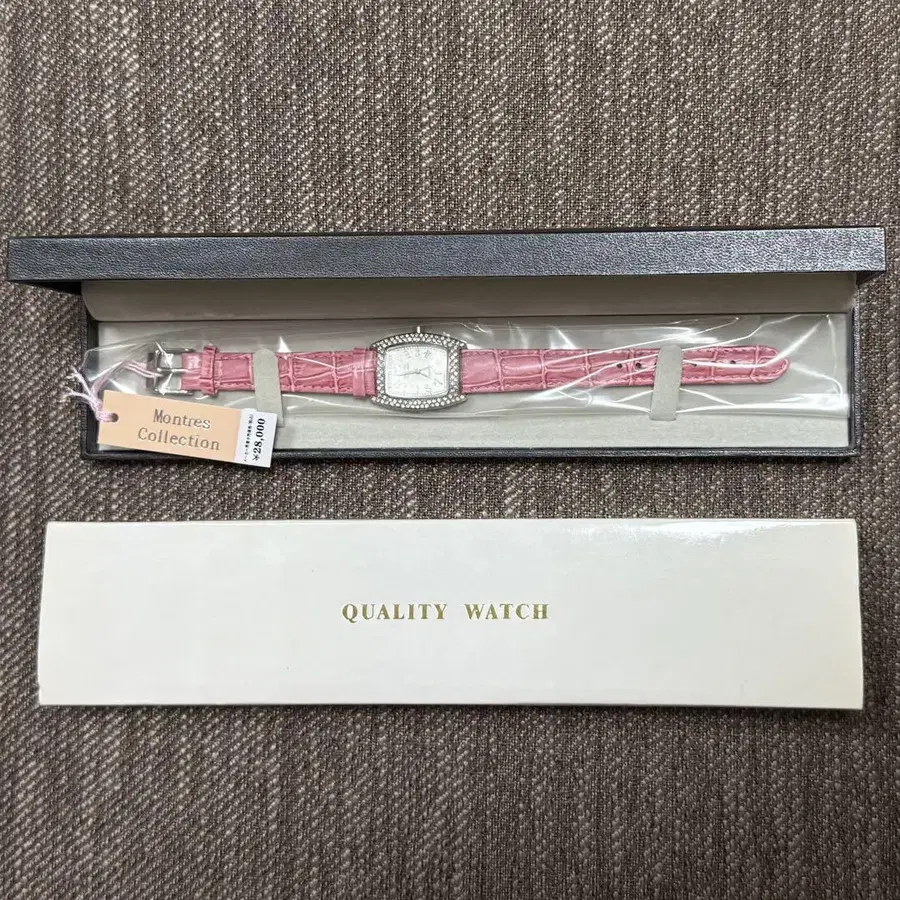 Montres
Collection
¥28,000
QUALITY WATCH